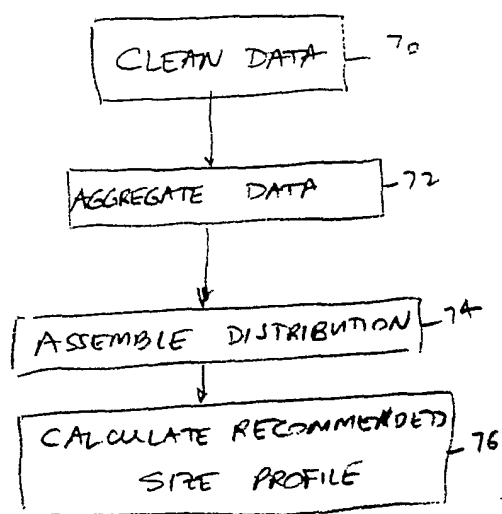 CLEAN DATA 70
AGGREGATE DATA 72
ASSEMBLE DISTRIBUTION 74
CALCULATE RECOMMENDED
SIZE PROFILE 76